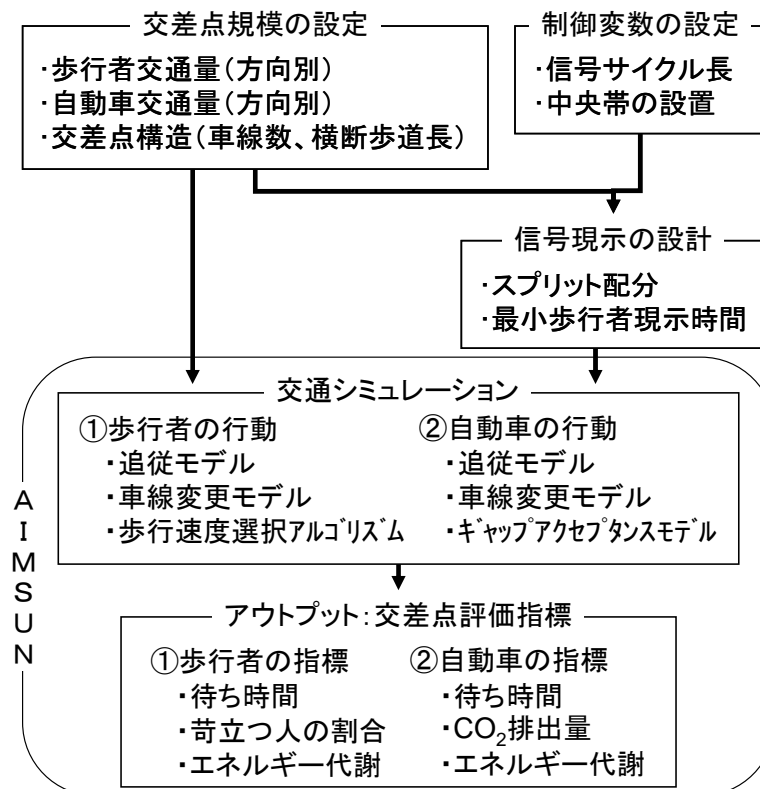 交差点規模の設定
・歩行者交通量(方向別)
・自動車交通量(方向別)
・交差点構造(車線数、横断歩道長)
制御変数の設定
・信号サイクル長
・中央帯の設置
信号現示の設計
・スプリット配分
・最小歩行者現示時間
AIMSUN
交通シミュレーション
①歩行者の行動
・追従モデル
・車線変更モデル
・歩行速度選択ｱﾙｺﾞﾘｽﾞﾑ
②自動車の行動
・追従モデル
・車線変更モデル
・ｷﾞｬｯﾌﾟｱｸｾﾌﾟﾀﾝｽﾓﾃﾞﾙ
アウトプット:交差点評価指標
①歩行者の指標
・待ち時間
・苛立つ人の割合
・エネルギー代謝
②自動車の指標
・待ち時間
・CO₂排出量
・エネルギー代謝